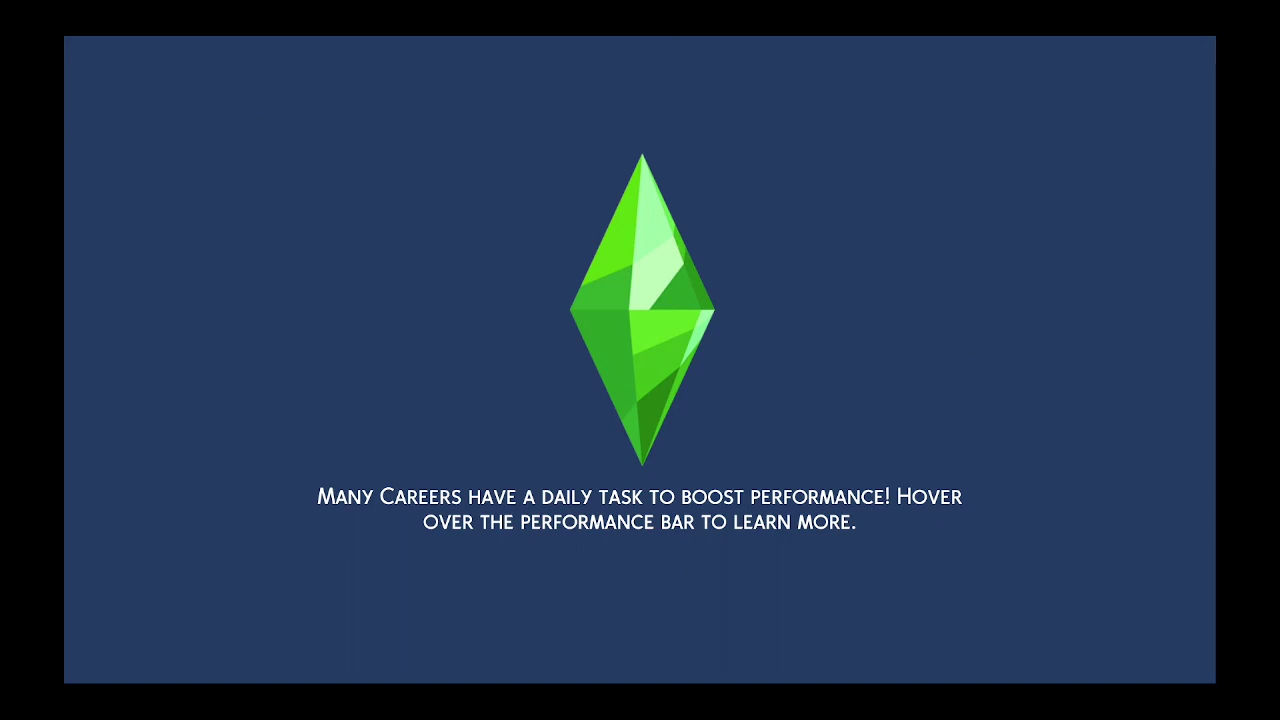 Many Careers have a daily task to boost performance! Hover
over the performance bar to learn more.